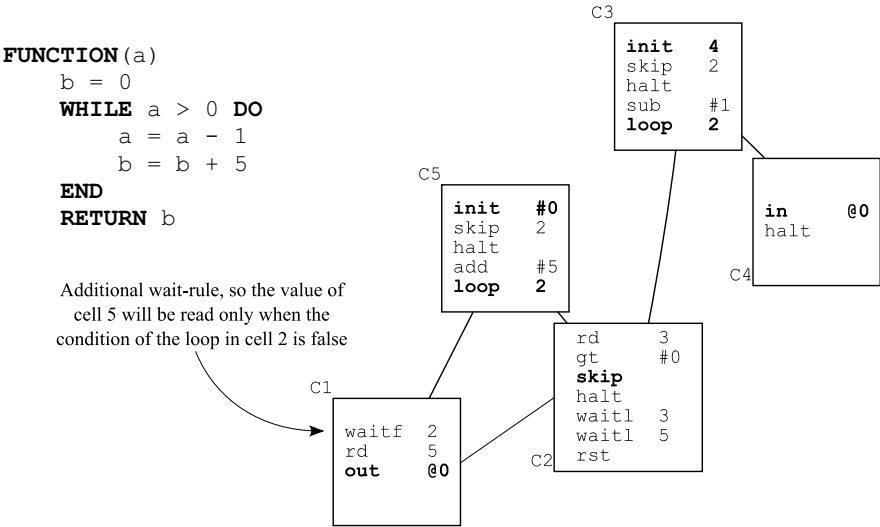 FUNCTION(a)
b = 0
WHILE a > 0 DO
a = a - 1
b = b + 5
END
RETURN b
Additional wait-rule, so the value of
cell 5 will be read only when the
condition of the loop in cell 2 is false
C3
init 4
skip 2
halt
sub #1
loop 2
C5
init #0
skip 2
halt
add #5
loop 2
in @0
halt
C4
C1
waitf 2
rd 5
out @0
rd 3
gt #0
skip
halt
waitl 3
waitl 5
rst
C2